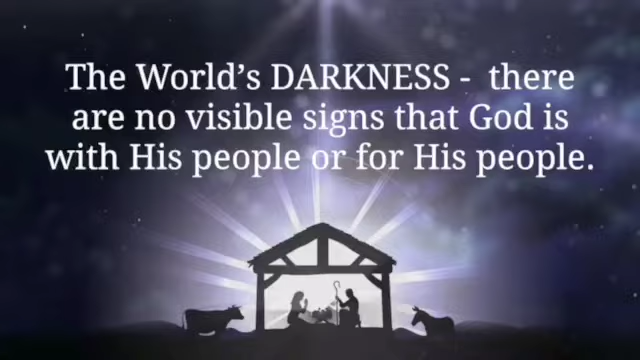 The World’s DARKNESS -  there
are no visible signs that God is
with His people or for His people.